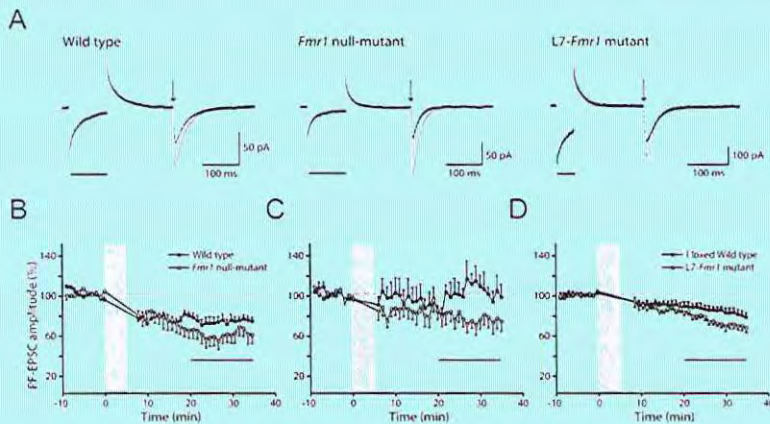 A
Wild type
Fmr1 null-mutant
L7-Fmr1 mutant
50 pA
100 ms
50 pA
100 ms
100 pA
100 ms
B
C
D
PF-EPSC amplitude (%)
140
100
80
60
20
Wild type
Fmr1 null-mutant
-10 0 10 20 30 40
Time (min)
140
100
80
60
20
-10 0 10 20 30 40
Time (min)
140
100
80
60
20
Floxed Wild type
L7-Fmr1 mutant
-10 0 10 20 30 40
Time (min)